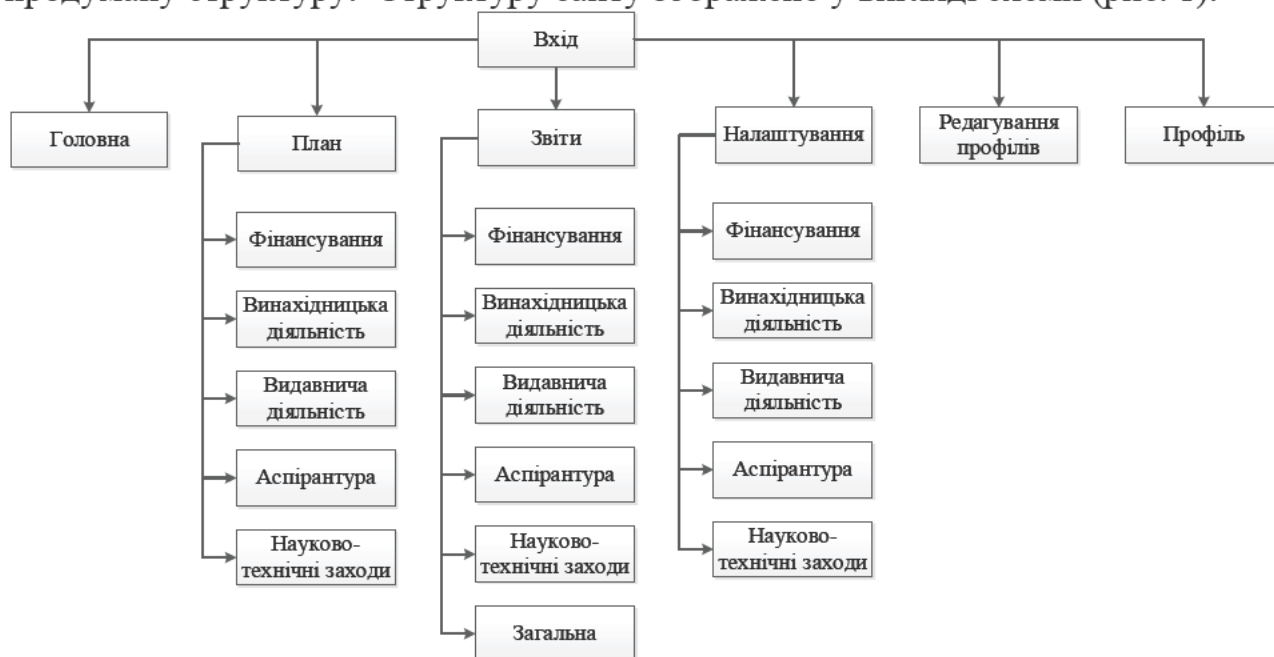 продуману структуру. Структуру сайту зображено у вигляді схеми (рис. 1).
Вхід
Головна
План
Звіти
Налаштування
Редагування
профілів
Профіль
Фінансування
Винахідницька
діяльність
Видавнича
діяльність
Аспірантура
Науково-
технічні заходи
Фінансування
Винахідницька
діяльність
Видавнича
діяльність
Аспірантура
Науково-
технічні заходи
Загальна
Фінансування
Винахідницька
діяльність
Видавнича
діяльність
Аспірантура
Науково-
технічні заходи